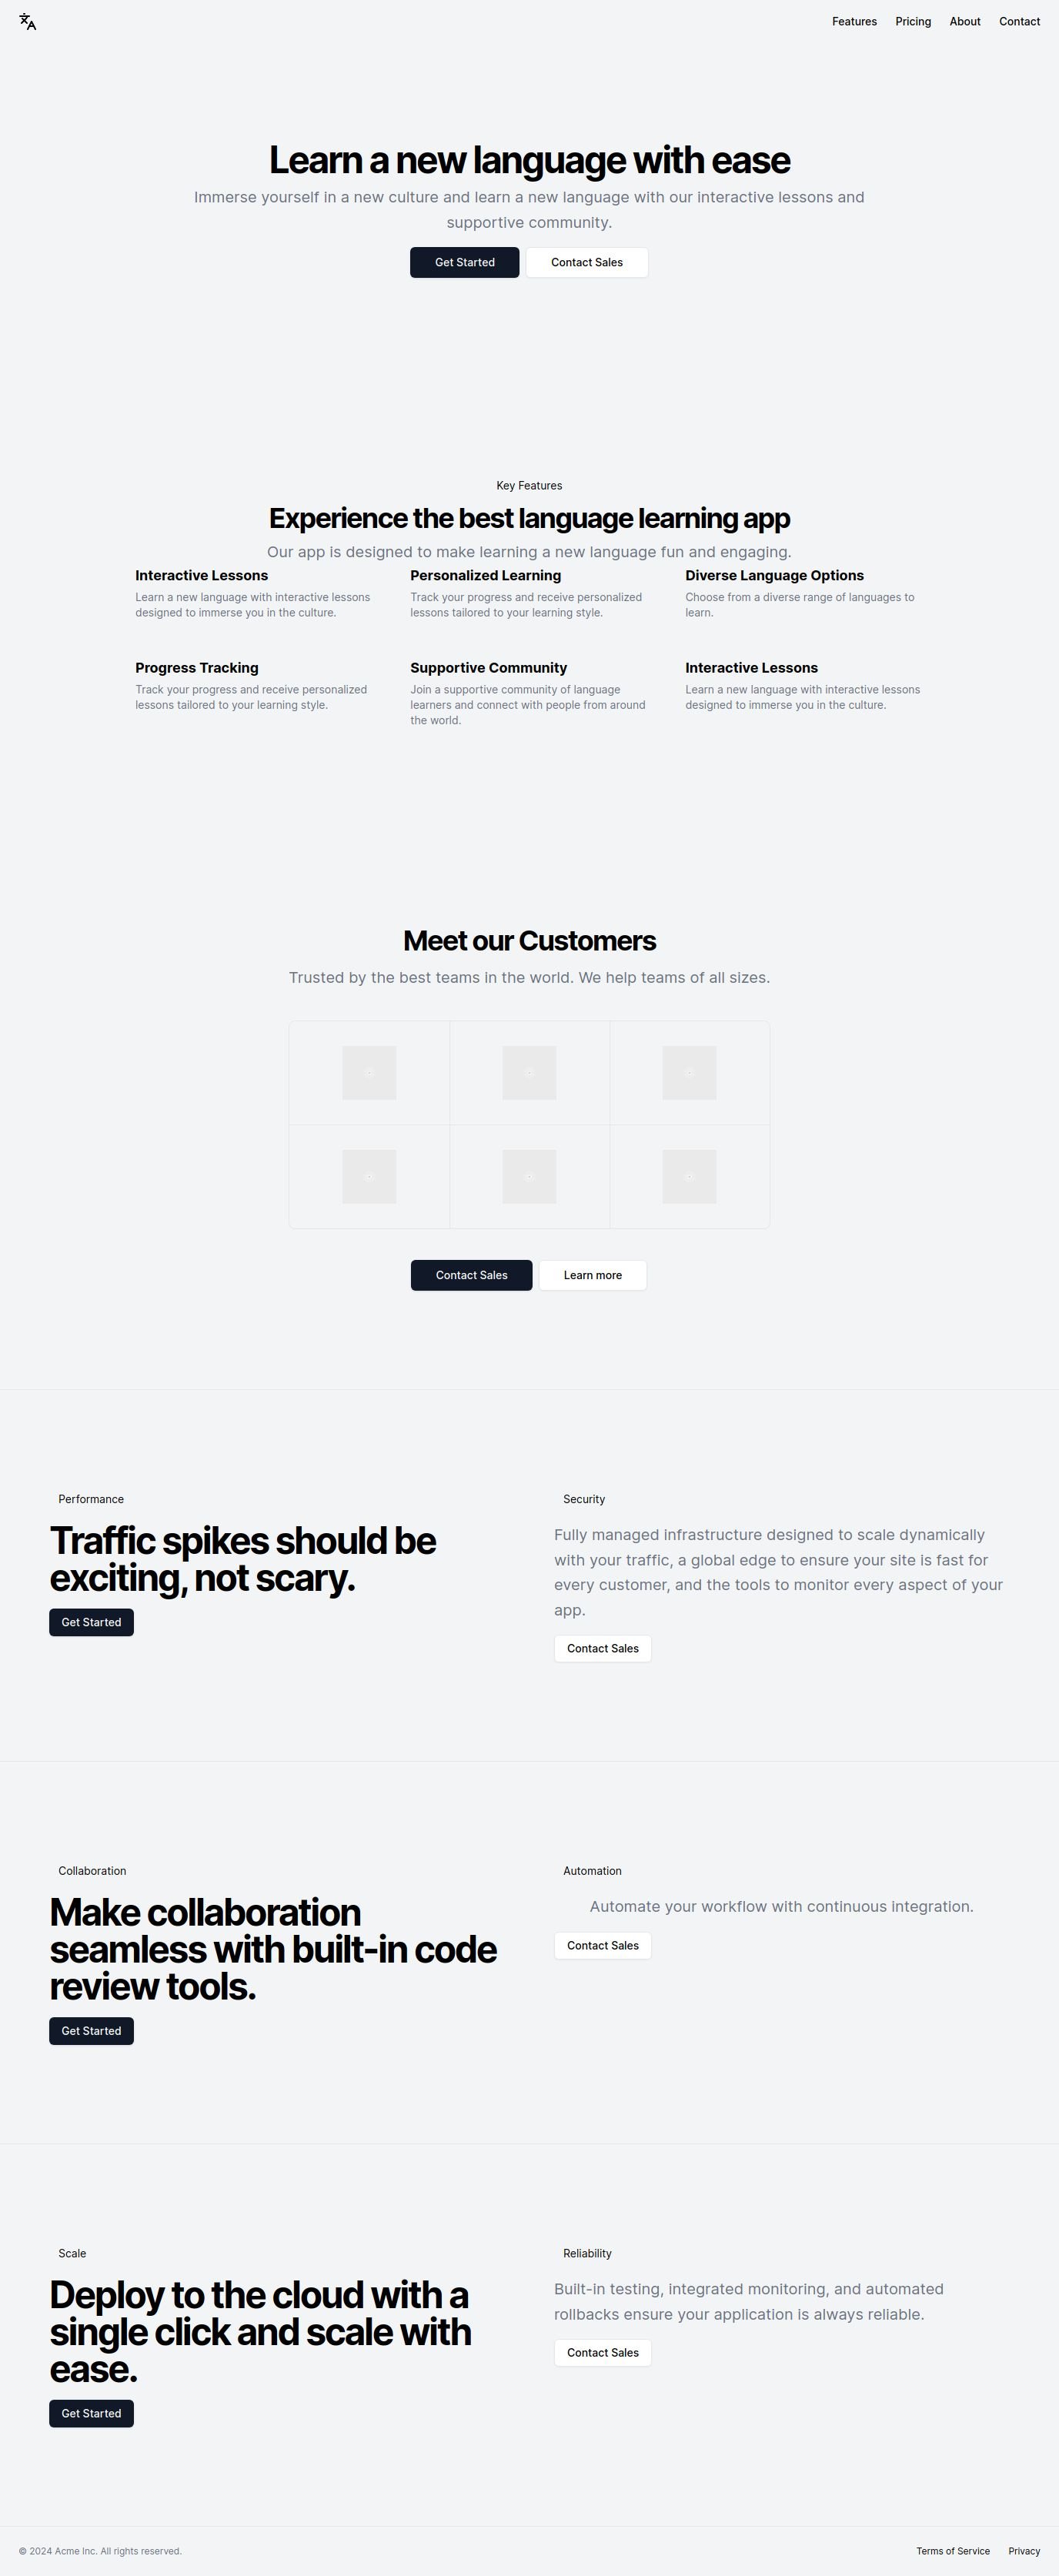 Features Pricing About Contact
Learn a new language with ease
Immerse yourself in a new culture and learn a new language with our interactive lessons and
supportive community.
Get Started Contact Sales
Key Features
Experience the best language learning app
Our app is designed to make learning a new language fun and engaging.
Interactive Lessons
Learn a new language with interactive lessons
designed to immerse you in the culture.
Personalized Learning
Track your progress and receive personalized
lessons tailored to your learning style.
Diverse Language Options
Choose from a diverse range of languages to
learn.
Progress Tracking
Track your progress and receive personalized
lessons tailored to your learning style.
Supportive Community
Join a supportive community of language
learners and connect with people from around
the world.
Interactive Lessons
Learn a new language with interactive lessons
designed to immerse you in the culture.
Meet our Customers
Trusted by the best teams in the world. We help teams of all sizes.
Contact Sales Learn more
Performance
Traffic spikes should be
exciting, not scary.
Get Started
Security
Fully managed infrastructure designed to scale dynamically
with your traffic, a global edge to ensure your site is fast for
every customer, and the tools to monitor every aspect of your
app.
Contact Sales
Collaboration
Make collaboration
seamless with built-in code
review tools.
Get Started
Automation
Automate your workflow with continuous integration.
Contact Sales
Scale
Deploy to the cloud with a
single click and scale with
ease.
Get Started
Reliability
Built-in testing, integrated monitoring, and automated
rollbacks ensure your application is always reliable.
Contact Sales
© 2024 Acme Inc. All rights reserved.
Terms of Service Privacy